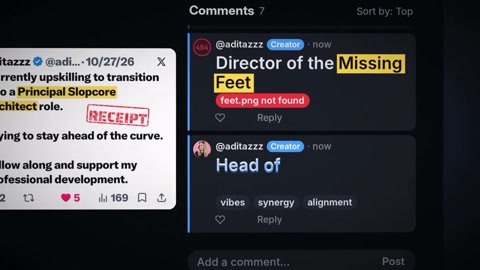 itazzz @adi... · 10/27/26
rrently upskilling to transition
o a Principal Slopcore
chitect role.
RECEIPT
ying to stay ahead of the curve.
llow along and support my
ofessional development.
2 5 169
Comments 7
Sort by: Top
404
@aditazzz Creator · now
Director of the Missing
Feet
feet.png not found
Reply
@aditazzz Creator · now
Head of
vibes synergy alignment
Reply
Add a comment... Post